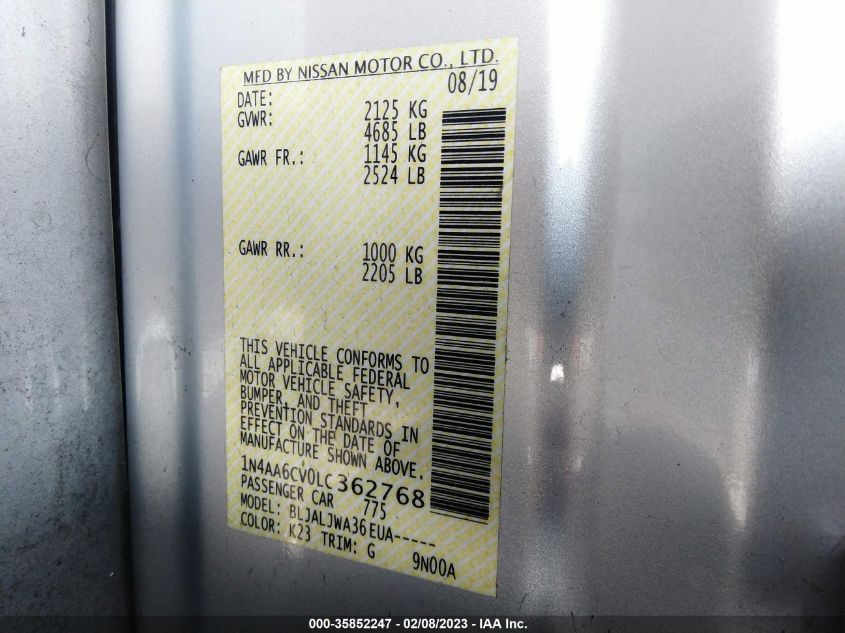 MFD BY NISSAN MOTOR CO., LTD.
DATE: 08/19
GVWR: 2125 KG
4685 LB
GAWR FR.: 1145 KG
2524 LB
GAWR RR.: 1000 KG
2205 LB
THIS VEHICLE CONFORMS TO
ALL APPLICABLE FEDERAL
MOTOR VEHICLE SAFETY,
BUMPER, AND THEFT
PREVENTION STANDARDS IN
EFFECT ON THE DATE OF
MANUFACTURE SHOWN ABOVE.
1N4AA6CV0LC362768
PASSENGER CAR 775
MODEL: BLJALJWA36EUA-----
COLOR: K23 TRIM: G 9N00A
000-35852247 - 02/08/2023 - IAA Inc.